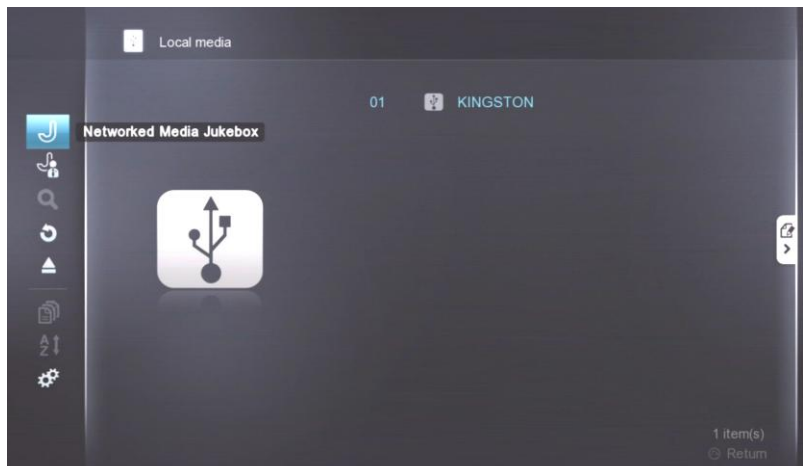 Local media
01 KINGSTON
Networked Media Jukebox
A
Z
1 item(s)
Return